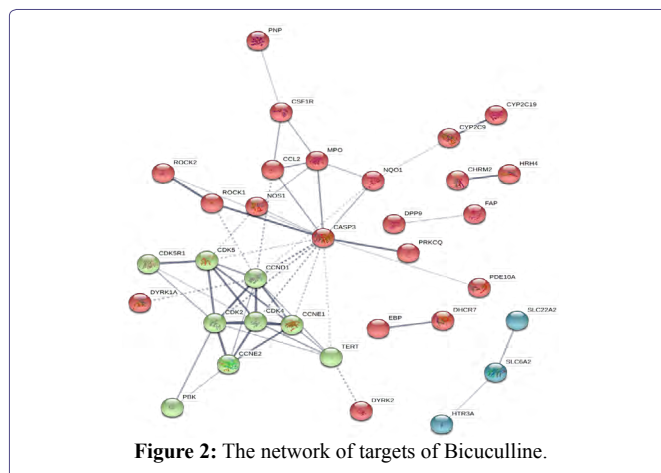 PNP
CSF1R
CYP2C19
CYP2C9
MPO
CCL2
ROCK2
NQO1
CHRM2
HRH4
ROCK1
NOS1
FAP
DPP9
CASP3
PRKCQ
CDK5R1
CDK5
CCND1
PDE10A
DYRK1A
CDK2
CDK4
CCNE1
EBP
DHCR7
SLC22A2
CCNE2
TERT
SLC6A2
PBK
DYRK2
HTR3A
Figure 2: The network of targets of Bicuculline.